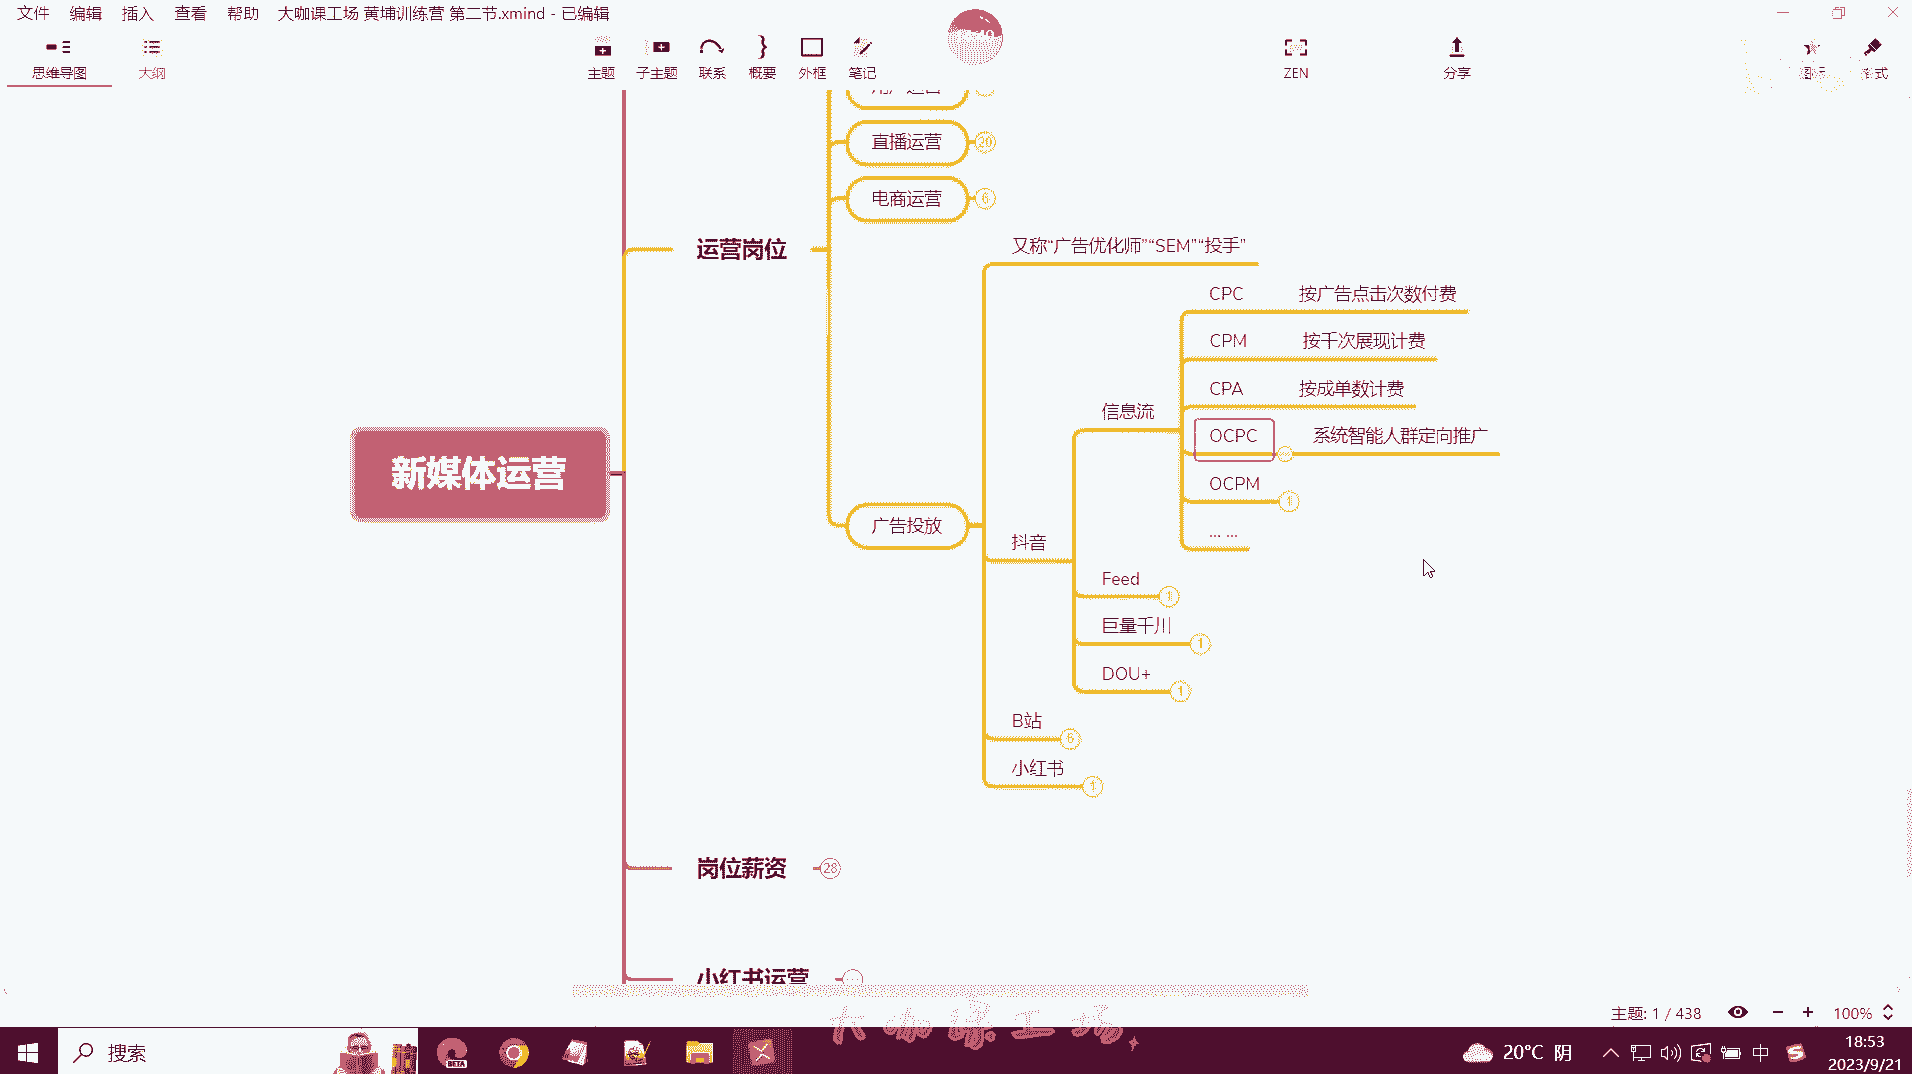 文件 编辑 插入 查看 帮助 大咖课工场 黄埔训练营 第二节.xmind - 已编辑
思维导图 大纲 主题 子主题 联系 概要 外框 笔记 ZEN 分享
直播运营 20
电商运营 6
运营岗位
又称“广告优化师”“SEM”“投手”
CPC 按广告点击次数付费
CPM 按千次展现计费
CPA 按成单数计费
信息流
OCPC 系统智能人群定向推广
新媒体运营
OCPM 1
广告投放
... ...
抖音
Feed 1
巨量千川 1
DOU+ 1
B站 6
小红书 1
岗位薪资 28
小红书运营
主题: 1 / 438 100%
大咖课工场
搜索
BETA
20°C 阴
中
18:53
2023/9/21